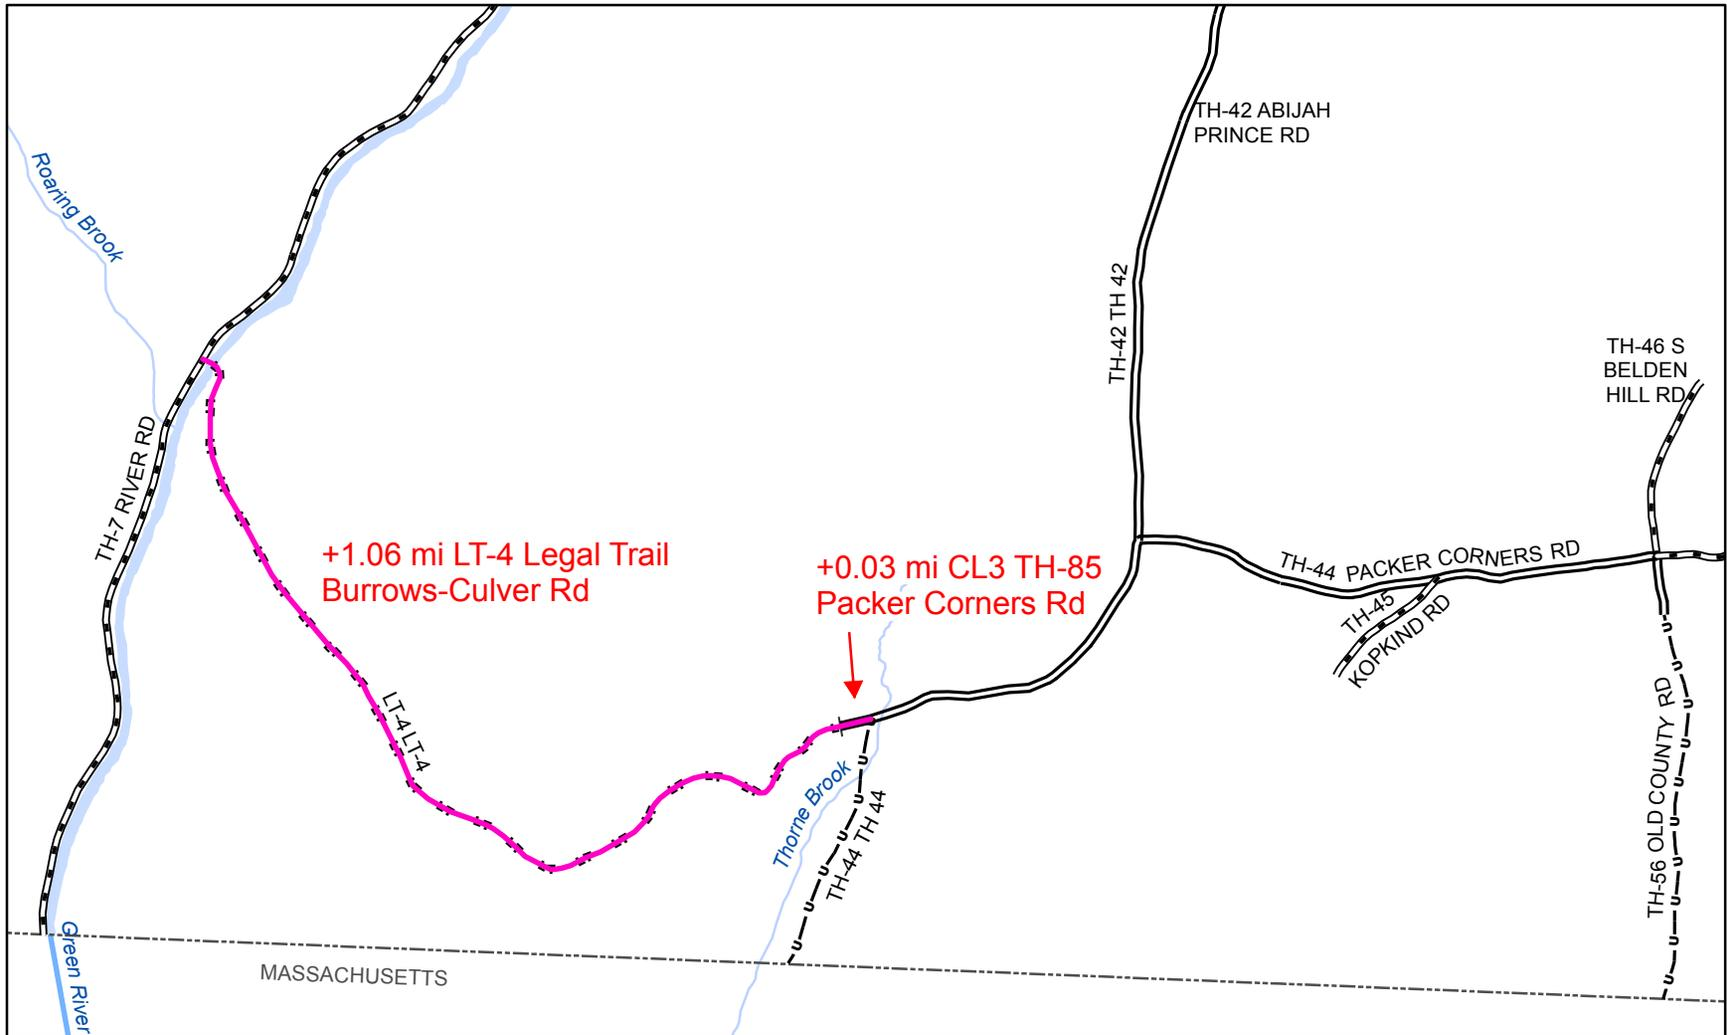 TH-42 ABIJAH
PRINCE RD
Roaring Brook
TH-42 TH 42
TH-46 S
BELDEN
HILL RD
TH-7 RIVER RD
+1.06 mi LT-4 Legal Trail
Burrows-Culver Rd
+0.03 mi CL3 TH-85
Packer Corners Rd
TH-44 PACKER CORNERS RD
TH-45
KOPKIND RD
LT-4 LT-4
Thorne Brook
TH-44 TH 44
TH-56 OLD COUNTY RD
Green River
MASSACHUSETTS